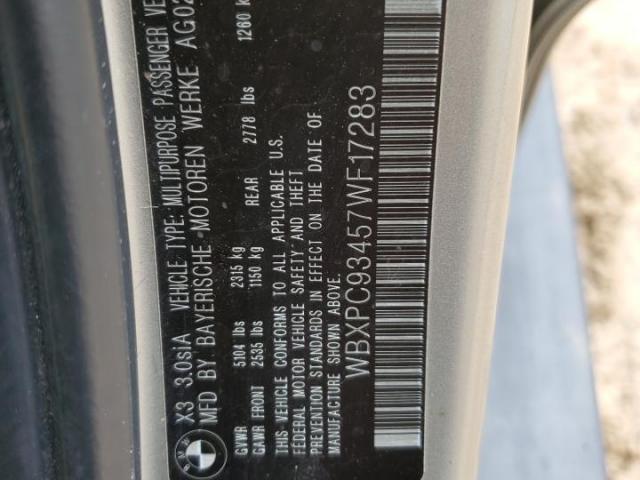 BMW
X3 3.0siA VEHICLE TYPE: MULTIPURPOSE PASSENGER VE
MFD BY BAYERISCHE-MOTOREN WERKE AG02
GVWR 5104 lbs 2315 kg
GAWR FRONT 2535 lbs 1150 kg REAR 2778 lbs 1260 k
THIS VEHICLE CONFORMS TO ALL APPLICABLE U.S.
FEDERAL MOTOR VEHICLE SAFETY AND THEFT
PREVENTION STANDARDS IN EFFECT ON THE DATE OF
MANUFACTURE SHOWN ABOVE.
WBXPC93457WF17283